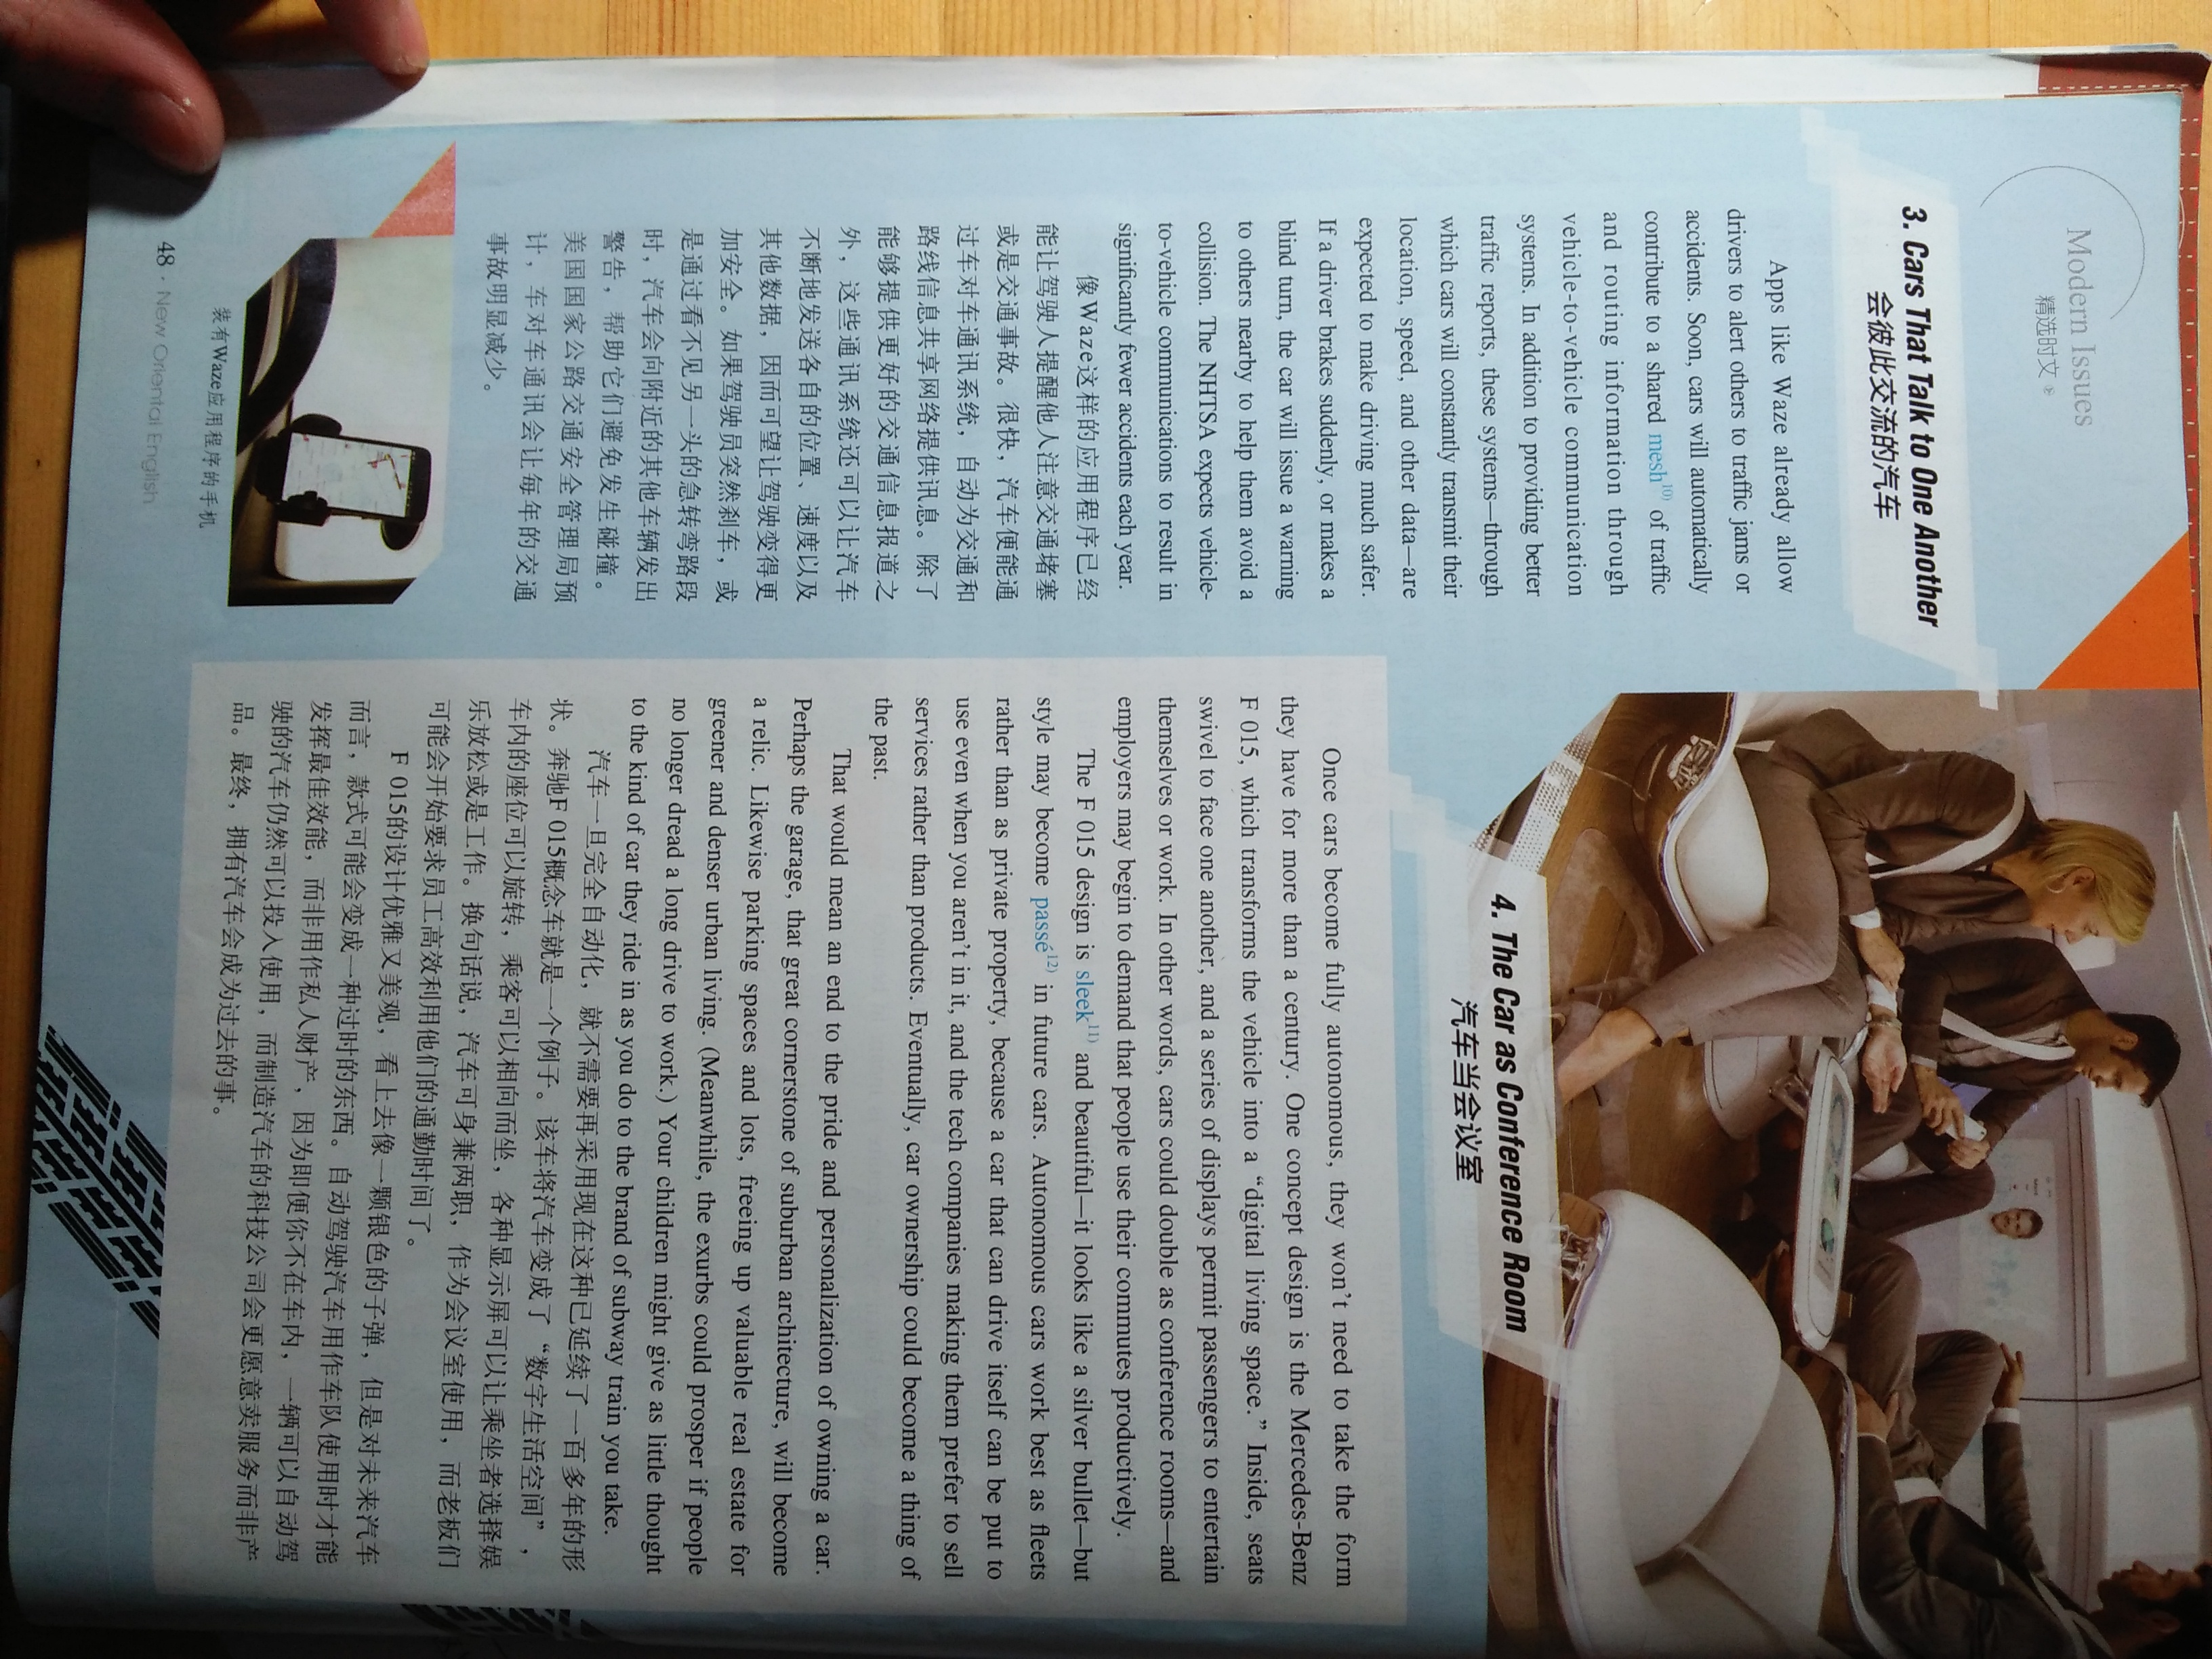 Modern Issues
精选时文
3. Cars That Talk to One Another
会彼此交流的汽车
Apps like Waze already allow
drivers to alert others to traffic jams or
accidents. Soon, cars will automatically
contribute to a shared mesh10) of traffic
and routing information through
vehicle-to-vehicle communication
systems. In addition to providing better
traffic reports, these systems—through
which cars will constantly transmit their
location, speed, and other data—are
expected to make driving much safer.
If a driver brakes suddenly, or makes a
blind turn, the car will issue a warning
to others nearby to help them avoid a
collision. The NHTSA expects vehicle-
to-vehicle communications to result in
significantly fewer accidents each year.
像Waze这样的应用程序已经
能让驾驶人提醒他人注意交通堵塞
或是交通事故。很快，汽车便能通
过车对车通讯系统，自动为交通和
路线信息共享网络提供讯息。除了
能够提供更好的交通信息报道之
外，这些通讯系统还可以让汽车
不断地发送各自的位置、速度以及
其他数据，因而可望让驾驶变得更
加安全。如果驾驶员突然刹车，或
是通过看不见另一头的急转弯路段
时，汽车会向附近的其他车辆发出
警告，帮助它们避免发生碰撞。
美国国家公路交通安全管理局预
计，车对车通讯会让每年的交通
事故明显减少。
装有Waze应用程序的手机
4. The Car as Conference Room
汽车当会议室
Once cars become fully autonomous, they won't need to take the form
they have for more than a century. One concept design is the Mercedes-Benz
F 015, which transforms the vehicle into a “digital living space.” Inside, seats
swivel to face one another, and a series of displays permit passengers to entertain
themselves or work. In other words, cars could double as conference rooms—and
employers may begin to demand that people use their commutes productively.
The F 015 design is sleek11) and beautiful—it looks like a silver bullet—but
style may become passé12) in future cars. Autonomous cars work best as fleets
rather than as private property, because a car that can drive itself can be put to
use even when you aren't in it, and the tech companies making them prefer to sell
services rather than products. Eventually, car ownership could become a thing of
the past.
That would mean an end to the pride and personalization of owning a car.
Perhaps the garage, that great cornerstone of suburban architecture, will become
a relic. Likewise parking spaces and lots, freeing up valuable real estate for
greener and denser urban living. (Meanwhile, the exurbs could prosper if people
no longer dread a long drive to work.) Your children might give as little thought
to the kind of car they ride in as you do to the brand of subway train you take.
汽车一旦完全自动化，就不需要再采用现在这种已延续了一百多年的形
状。奔驰F 015概念车就是一个例子。该车将汽车变成了“数字生活空间”，
车内的座位可以旋转，乘客可以相向而坐，各种显示屏可以让乘坐者选择娱
乐放松或是工作。换句话说，汽车可身兼两职，作为会议室使用，而老板们
可能会开始要求员工高效利用他们的通勤时间了。
F 015的设计优雅又美观，看上去像一颗银色的子弹，但是对未来汽车
而言，款式可能会变成一种过时的东西。自动驾驶汽车用作车队使用时才能
发挥最佳效能，而非用作私人财产，因为即便你不在车内，一辆可以自动驾
驶的汽车仍然可以投入使用，而制造汽车的科技公司会更愿意卖服务而非产
品。最终，拥有汽车会成为过去的事。
48 · New Oriental English